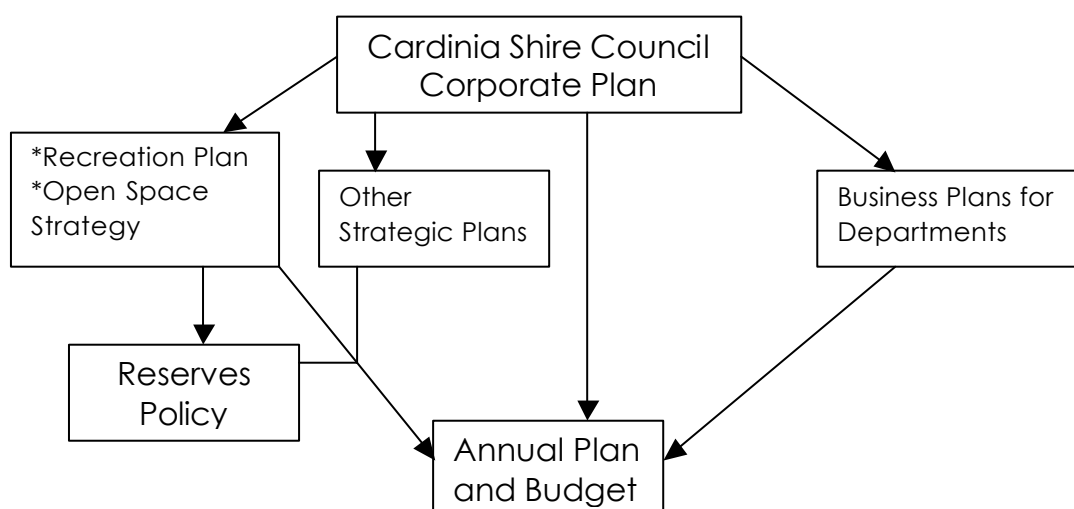 Cardinia Shire Council
Corporate Plan
*Recreation Plan
*Open Space
Strategy
Other
Strategic Plans
Business Plans for
Departments
Reserves
Policy
Annual Plan
and Budget